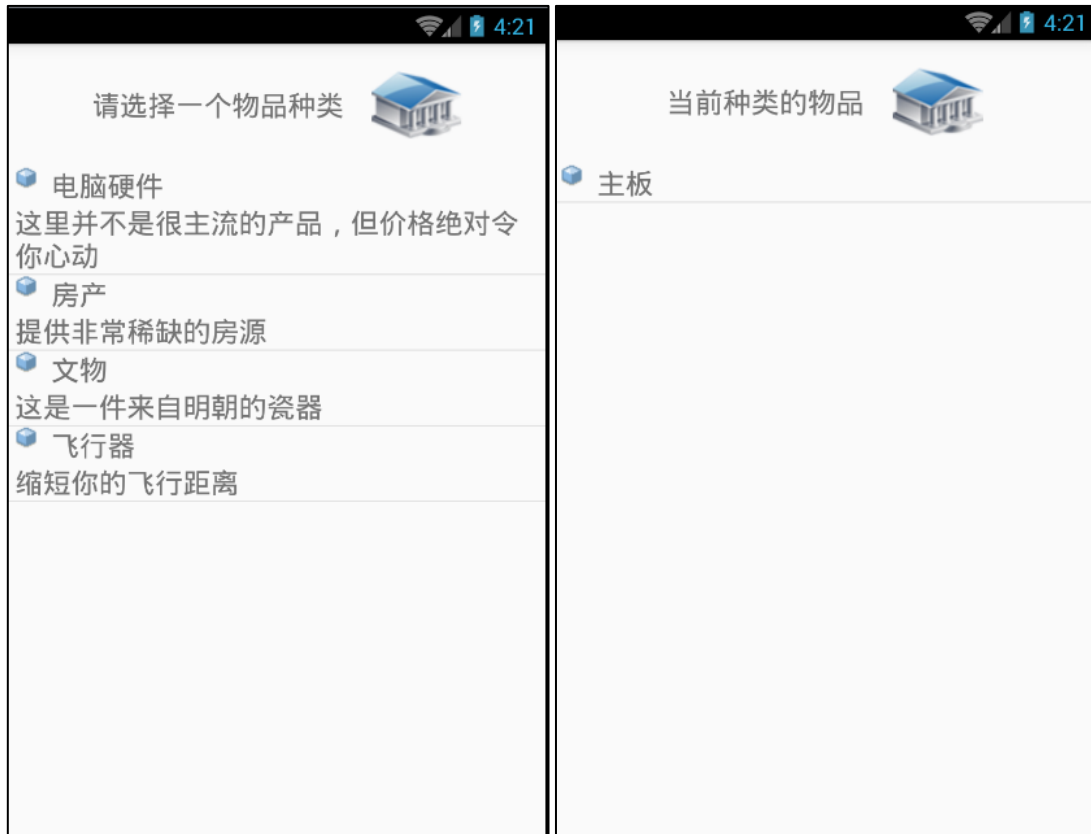 4:21
请选择一个物品种类
电脑硬件
这里并不是很主流的产品，但价格绝对令
你心动
房产
提供非常稀缺的房源
文物
这是一件来自明朝的瓷器
飞行器
缩短你的飞行距离
4:21
当前种类的物品
主板